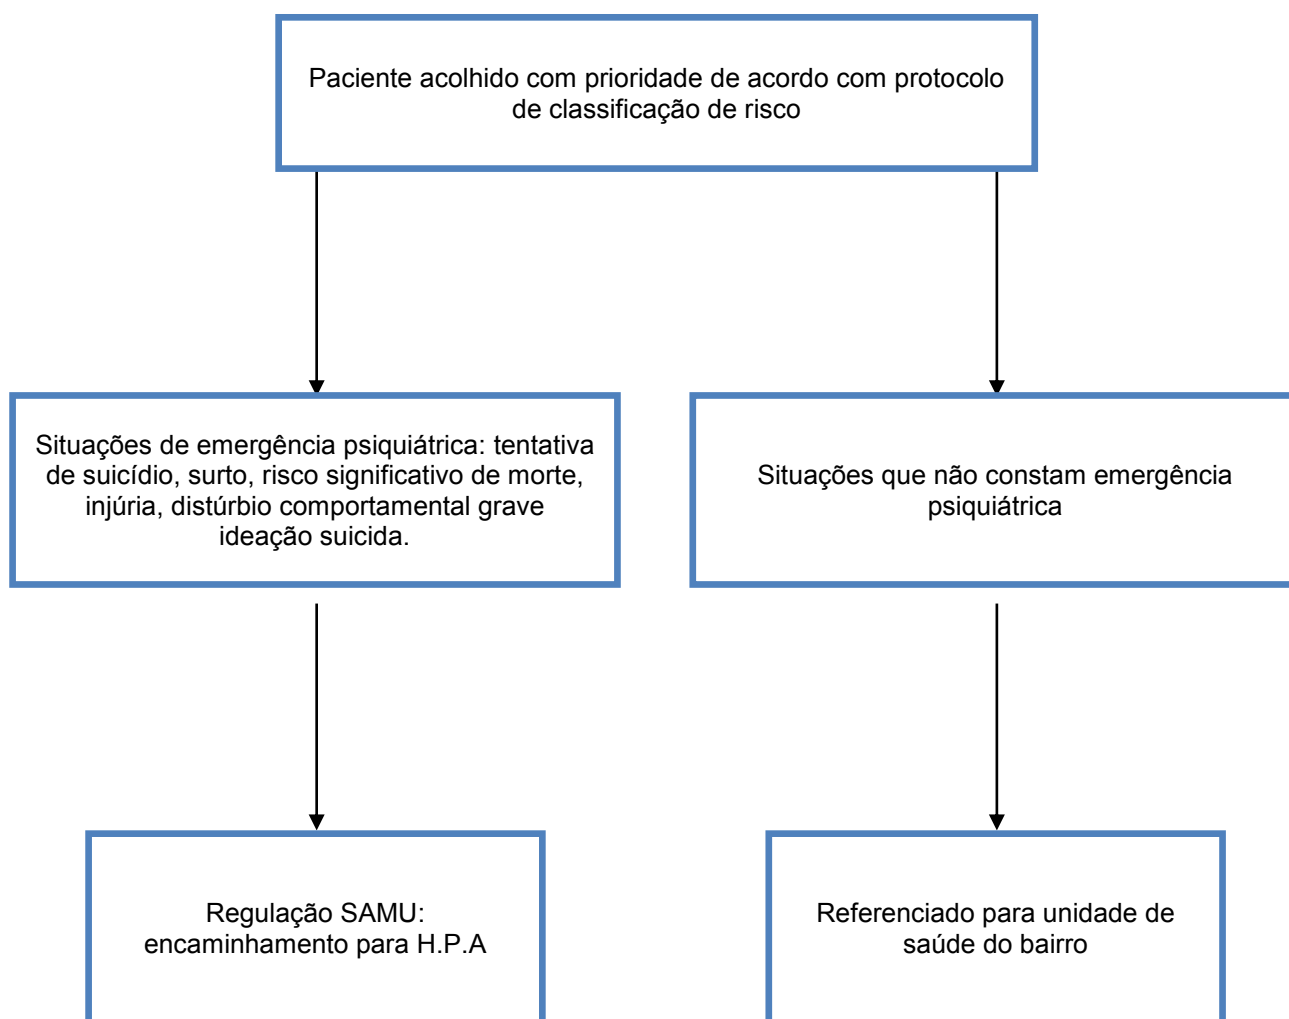 Paciente acolhido com prioridade de acordo com protocolo
de classificação de risco
Situações de emergência psiquiátrica: tentativa
de suicídio, surto, risco significativo de morte,
injúria, distúrbio comportamental grave
ideação suicida.
Situações que não constam emergência
psiquiátrica
Regulação SAMU:
encaminhamento para H.P.A
Referenciado para unidade de
saúde do bairro